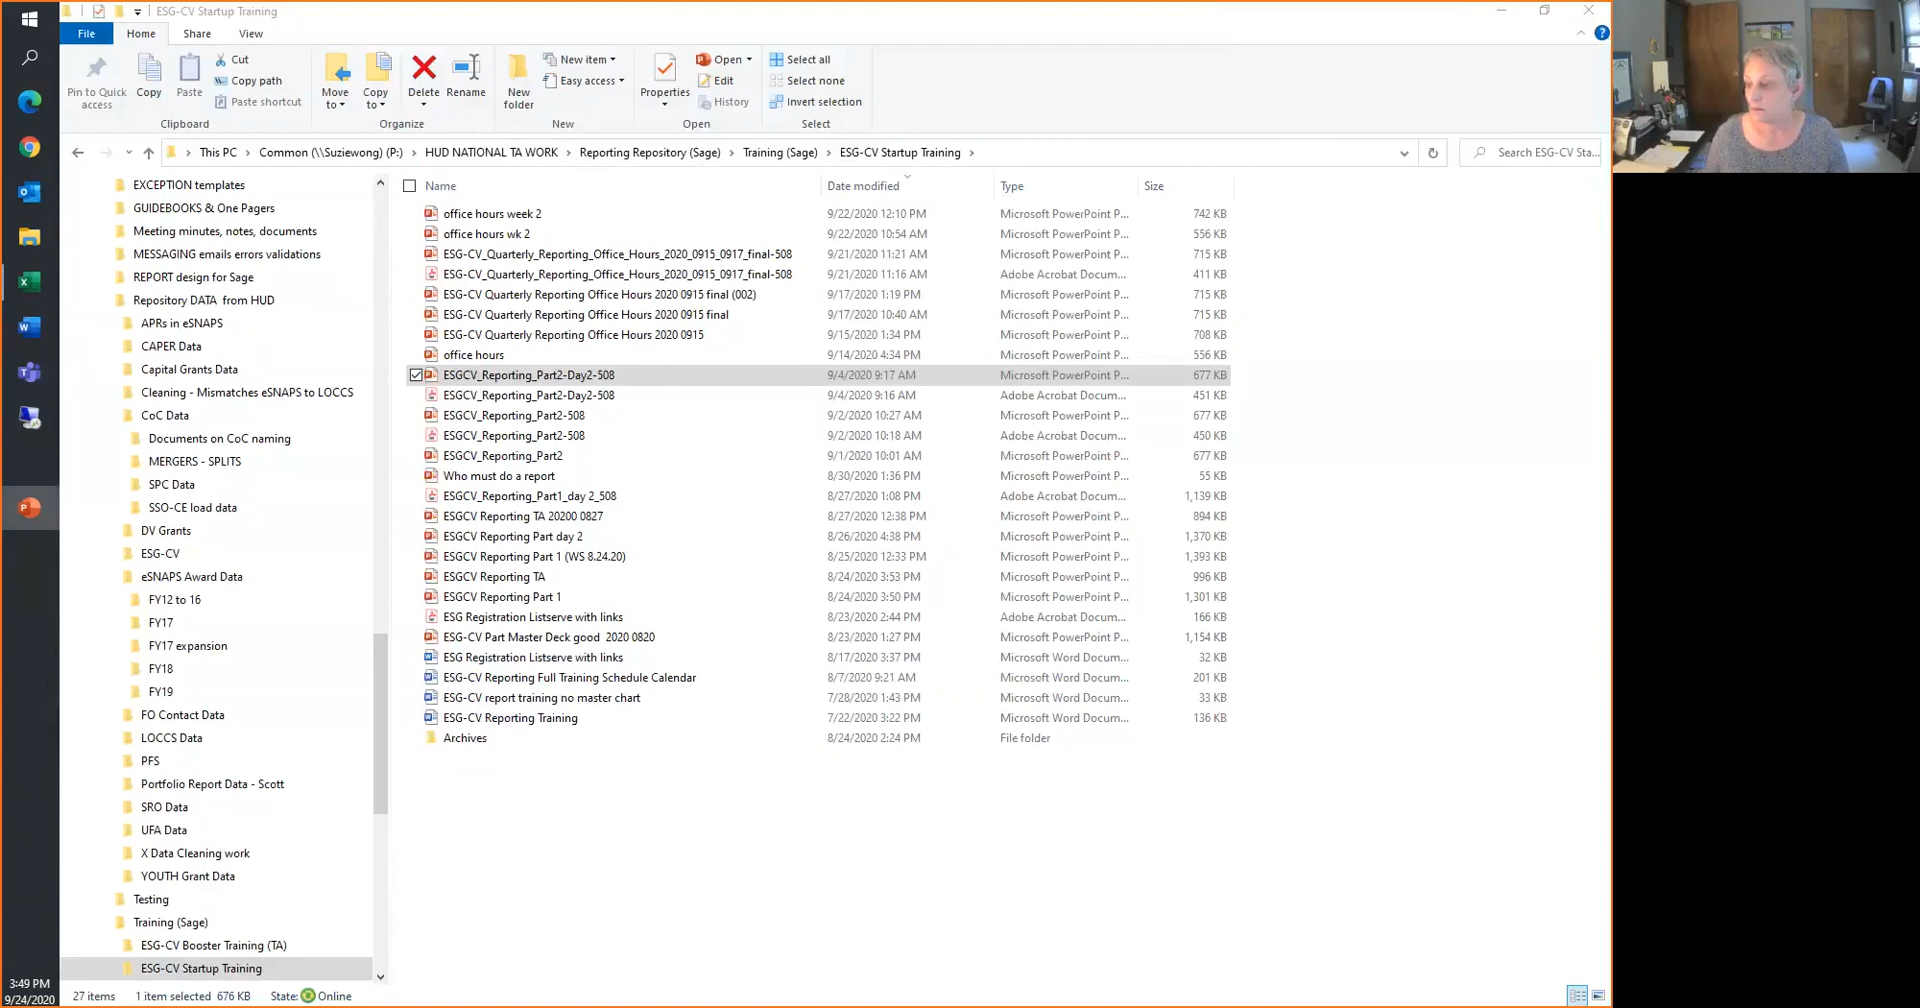 ESG-CV Startup Training
File Home Share View
Pin to Quick access
Copy
Paste
Cut
Copy path
Paste shortcut
Clipboard
Move to
Copy to
Delete
Rename
Organize
New folder
New item
Easy access
New
Properties
Open
Edit
History
Open
Select all
Select none
Invert selection
Select
This PC > Common (\\Suziewong) (P:) > HUD NATIONAL TA WORK > Reporting Repository (Sage) > Training (Sage) > ESG-CV Startup Training >
Search ESG-CV Sta...
EXCEPTION templates
GUIDEBOOKS & One Pagers
Meeting minutes, notes, documents
MESSAGING emails errors validations
REPORT design for Sage
Repository DATA from HUD
APRs in eSNAPS
CAPER Data
Capital Grants Data
Cleaning - Mismatches eSNAPS to LOCCS
CoC Data
Documents on CoC naming
MERGERS - SPLITS
SPC Data
SSO-CE load data
DV Grants
ESG-CV
eSNAPS Award Data
FY12 to 16
FY17
FY17 expansion
FY18
FY19
FO Contact Data
LOCCS Data
PFS
Portfolio Report Data - Scott
SRO Data
UFA Data
X Data Cleaning work
YOUTH Grant Data
Testing
Training (Sage)
ESG-CV Booster Training (TA)
ESG-CV Startup Training
Name Date modified Type Size
office hours week 2 9/22/2020 12:10 PM Microsoft PowerPoint P... 742 KB
office hours wk 2 9/22/2020 10:54 AM Microsoft PowerPoint P... 556 KB
ESG-CV_Quarterly_Reporting_Office_Hours_2020_0915_0917_final-508 9/21/2020 11:21 AM Microsoft PowerPoint P... 715 KB
ESG-CV_Quarterly_Reporting_Office_Hours_2020_0915_0917_final-508 9/21/2020 11:16 AM Adobe Acrobat Docum... 411 KB
ESG-CV Quarterly Reporting Office Hours 2020 0915 final (002) 9/17/2020 1:19 PM Microsoft PowerPoint P... 715 KB
ESG-CV Quarterly Reporting Office Hours 2020 0915 final 9/17/2020 10:40 AM Microsoft PowerPoint P... 715 KB
ESG-CV Quarterly Reporting Office Hours 2020 0915 9/15/2020 1:34 PM Microsoft PowerPoint P... 708 KB
office hours 9/14/2020 4:34 PM Microsoft PowerPoint P... 556 KB
ESGCV_Reporting_Part2-Day2-508 9/4/2020 9:17 AM Microsoft PowerPoint P... 677 KB
ESGCV_Reporting_Part2-Day2-508 9/4/2020 9:16 AM Adobe Acrobat Docum... 451 KB
ESGCV_Reporting_Part2-508 9/2/2020 10:27 AM Microsoft PowerPoint P... 677 KB
ESGCV_Reporting_Part2-508 9/2/2020 10:18 AM Adobe Acrobat Docum... 450 KB
ESGCV_Reporting_Part2 9/1/2020 10:01 AM Microsoft PowerPoint P... 677 KB
Who must do a report 8/30/2020 1:36 PM Microsoft PowerPoint P... 55 KB
ESGCV_Reporting_Part1_day 2_508 8/27/2020 1:08 PM Adobe Acrobat Docum... 1,139 KB
ESGCV Reporting TA 20200 0827 8/27/2020 12:38 PM Microsoft PowerPoint P... 894 KB
ESGCV Reporting Part day 2 8/26/2020 4:38 PM Microsoft PowerPoint P... 1,370 KB
ESGCV Reporting Part 1 (WS 8.24.20) 8/25/2020 12:33 PM Microsoft PowerPoint P... 1,393 KB
ESGCV Reporting TA 8/24/2020 3:53 PM Microsoft PowerPoint P... 996 KB
ESGCV Reporting Part 1 8/24/2020 3:50 PM Microsoft PowerPoint P... 1,301 KB
ESG Registration Listserve with links 8/23/2020 2:44 PM Adobe Acrobat Docum... 166 KB
ESG-CV Part Master Deck good 2020 0820 8/23/2020 1:27 PM Microsoft PowerPoint P... 1,154 KB
ESG Registration Listserve with links 8/17/2020 3:37 PM Microsoft Word Docum... 32 KB
ESG-CV Reporting Full Training Schedule Calendar 8/7/2020 9:21 AM Microsoft Word Docum... 201 KB
ESG-CV report training no master chart 7/28/2020 1:43 PM Microsoft Word Docum... 33 KB
ESG-CV Reporting Training 7/22/2020 3:22 PM Microsoft Word Docum... 136 KB
Archives 8/24/2020 2:24 PM File folder
3:49 PM
9/24/2020
27 items 1 item selected 676 KB State: Online